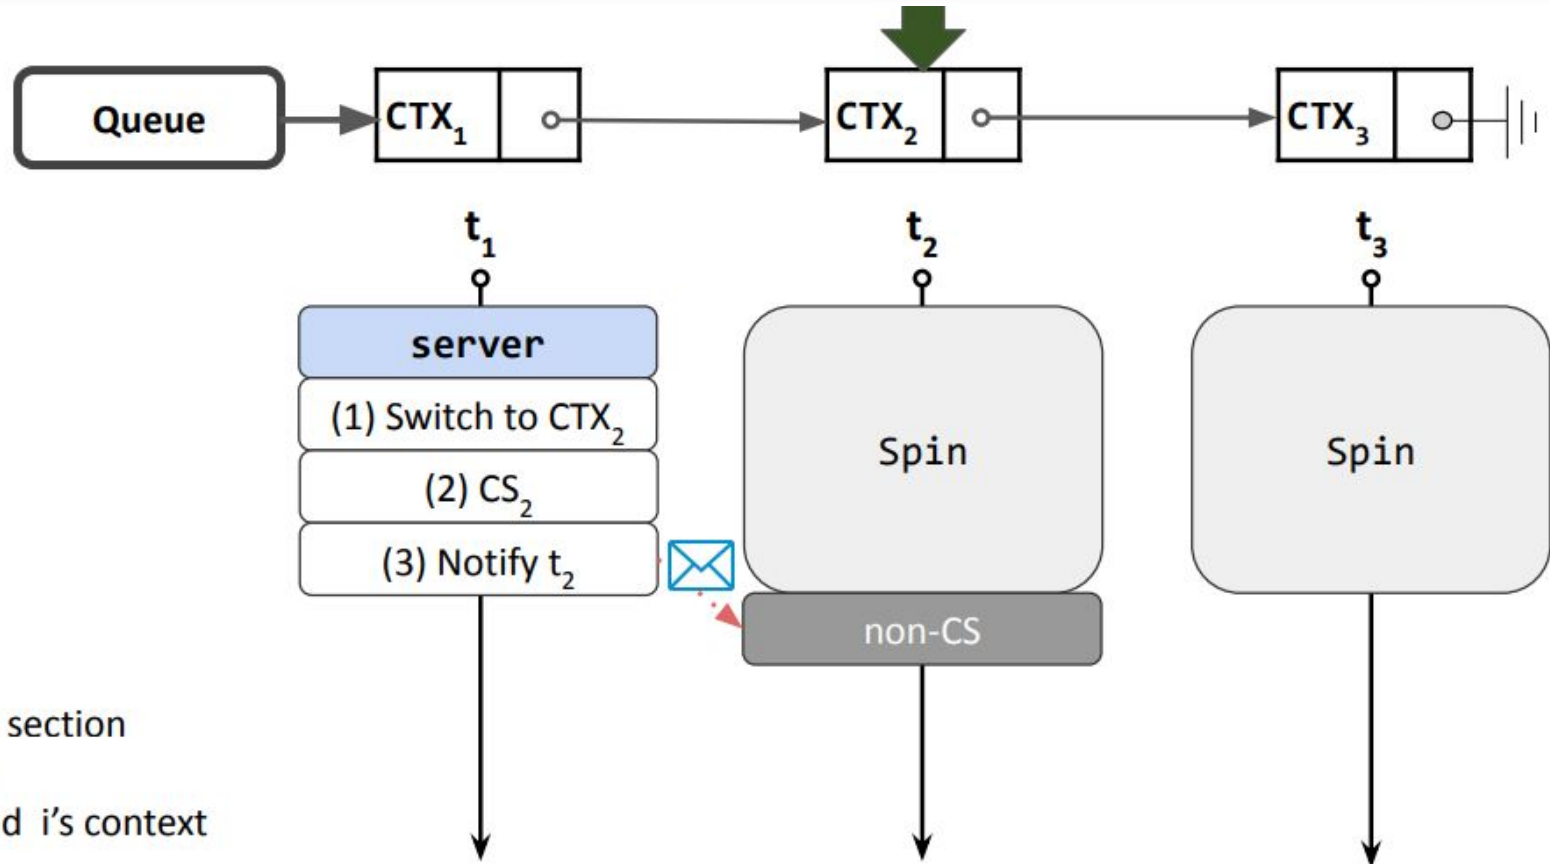 Queue
CTX₁
CTX₂
CTX₃
t₁
t₂
t₃
server
(1) Switch to CTX₂
(2) CS₂
(3) Notify t₂
Spin
non-CS
Spin
section
d i’s context